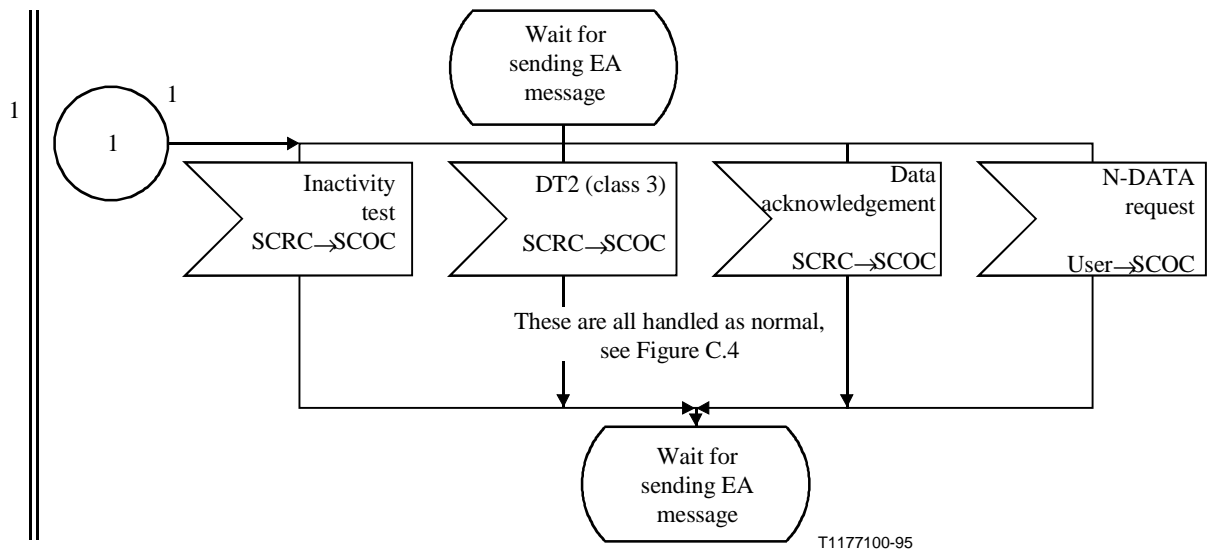 Wait for
sending EA
message
1
1
1
Inactivity
test
SCRC→SCOC
DT2 (class 3)
SCRC→SCOC
Data
acknowledgement
SCRC→SCOC
N-DATA
request
User→SCOC
These are all handled as normal,
see Figure C.4
Wait for
sending EA
message
T1177100-95